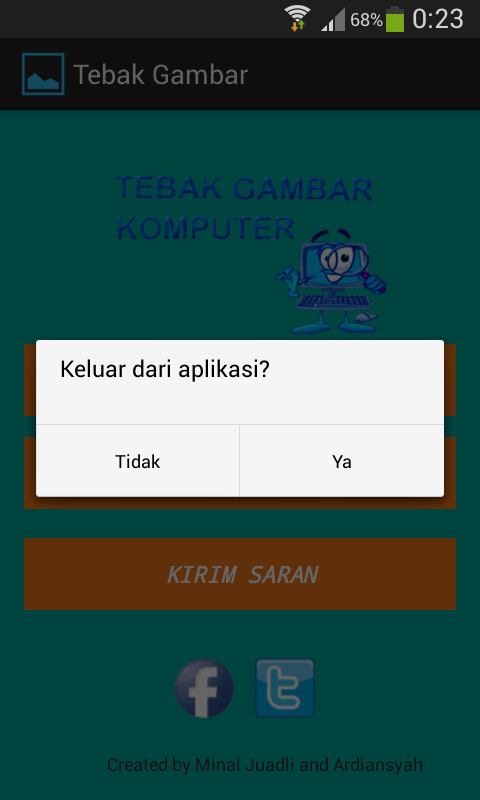 68% 0:23
Tebak Gambar
TEBAK GAMBAR
KOMPUTER
Keluar dari aplikasi?
Tidak Ya
KIRIM SARAN
f t
Created by Minal Juadli and Ardiansyah